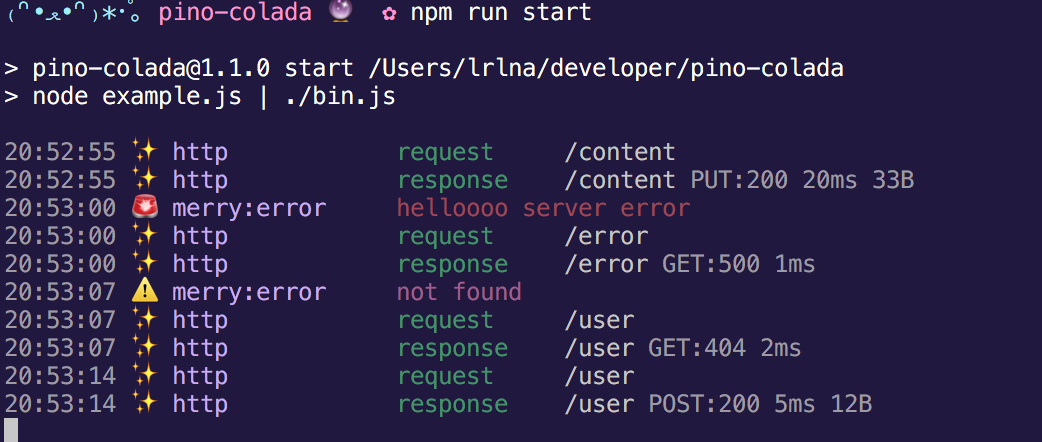 (ᐢ•ﻌ•ᐢ)*･ﾟ｡ pino-colada 🔮 ✿ npm run start
> pino-colada@1.1.0 start /Users/lrlna/developer/pino-colada
> node example.js | ./bin.js
20:52:55 ✨ http request /content
20:52:55 ✨ http response /content PUT:200 20ms 33B
20:53:00 🚨 merry:error helloooo server error
20:53:00 ✨ http request /error
20:53:00 ✨ http response /error GET:500 1ms
20:53:07 ⚠️ merry:error not found
20:53:07 ✨ http request /user
20:53:07 ✨ http response /user GET:404 2ms
20:53:14 ✨ http request /user
20:53:14 ✨ http response /user POST:200 5ms 12B